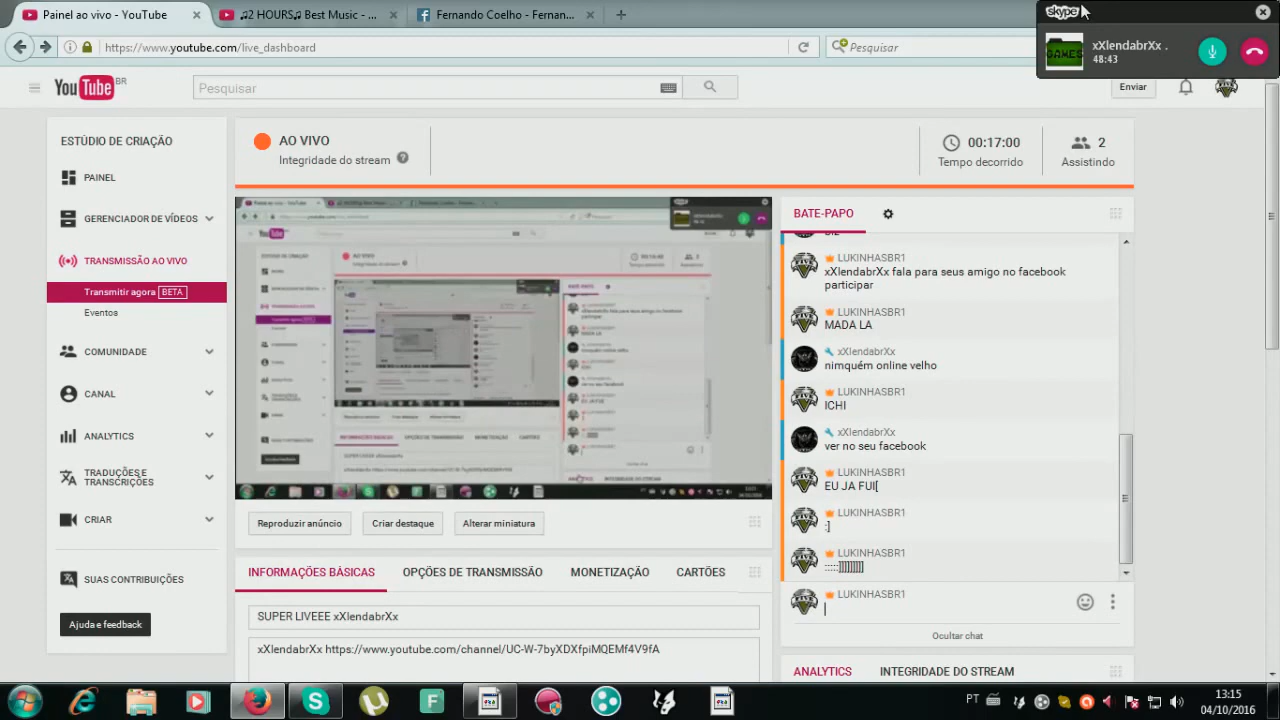 Painel ao vivo - YouTube
♫2 HOURS♫ Best Music - ...
Fernando Coelho - Fernan...
skype
https://www.youtube.com/live_dashboard
Pesquisar
GAMES
xXlendabrXx .
48:43
YouTube BR
Pesquisar
Enviar
ESTÚDIO DE CRIAÇÃO
PAINEL
GERENCIADOR DE VÍDEOS
TRANSMISSÃO AO VIVO
Transmitir agora BETA
Eventos
COMUNIDADE
CANAL
ANALYTICS
TRADUÇÕES E
TRANSCRIÇÕES
CRIAR
SUAS CONTRIBUIÇÕES
Ajuda e feedback
AO VIVO
Integridade do stream ?
00:17:00
Tempo decorrido
2
Assistindo
Reproduzir anúncio
Criar destaque
Alterar miniatura
INFORMAÇÕES BÁSICAS
OPÇÕES DE TRANSMISSÃO
MONETIZAÇÃO
CARTÕES
SUPER LIVEEE xXlendabrXx
xXlendabrXx https://www.youtube.com/channel/UC-W-7byXDXfpiMQEMf4V9fA
BATE-PAPO
LUKINHASBR1
xXlendabrXx fala para seus amigo no facebook
participar
LUKINHASBR1
MADA LA
xXlendabrXx
nimquém online velho
LUKINHASBR1
ICHI
xXlendabrXx
ver no seu facebook
LUKINHASBR1
EU JA FUI[
LUKINHASBR1
:]
LUKINHASBR1
:::::]]]]]]]]]
LUKINHASBR1
Ocultar chat
ANALYTICS
INTEGRIDADE DO STREAM
PT
13:15
04/10/2016